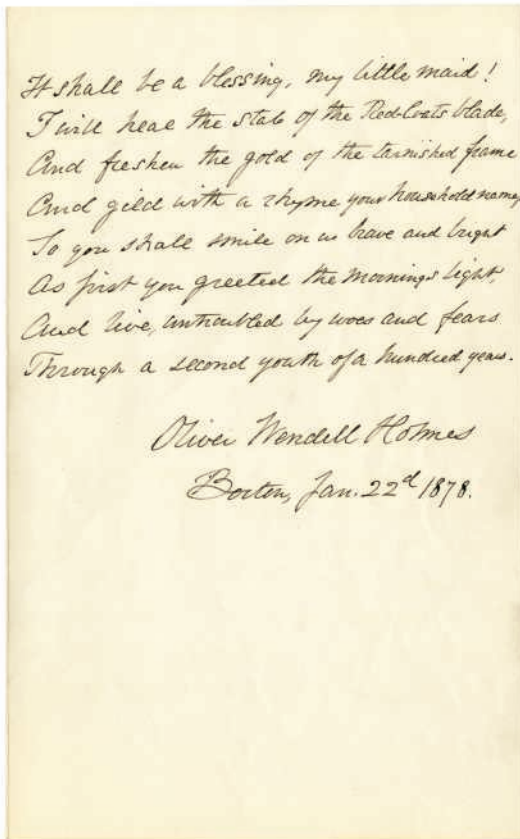 It shall be a blessing, my little maid!
I will heal the stab of the Red-Coats blade,
And freshen the gold of the tarnished frame
And gild with a rhyme your household name,
So you shall smile on us brave and bright
As first you greeted the morning's light,
And live, untroubled by woes and fears
Through a second youth of a hundred years.
Oliver Wendell Holmes
Boston, Jan. 22d 1878.